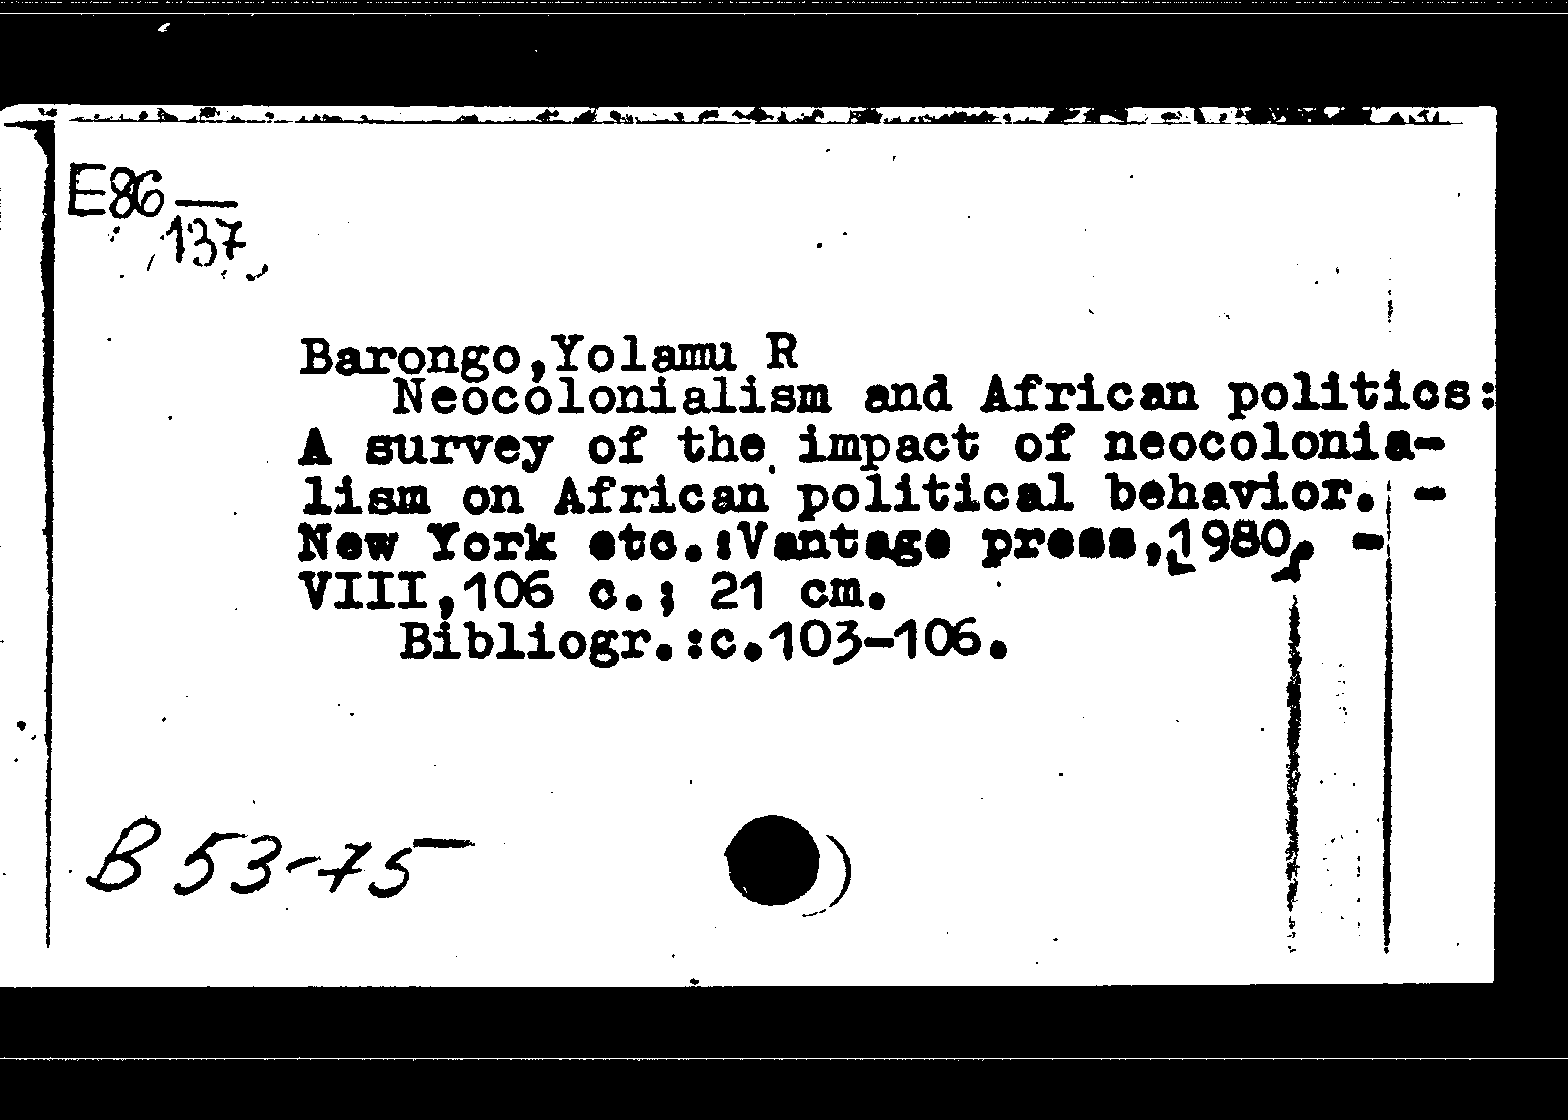 E86—
137
Barongo,Yolamu R
Neocolonialism and African politics:
A survey of the impact of neocolonia-
lism on African political behavior. -
New York etc.:Vantage press,[1980]. -
VIII,106 c.; 21 cm.
Bibliogr.:c.103-106.
B 53-75